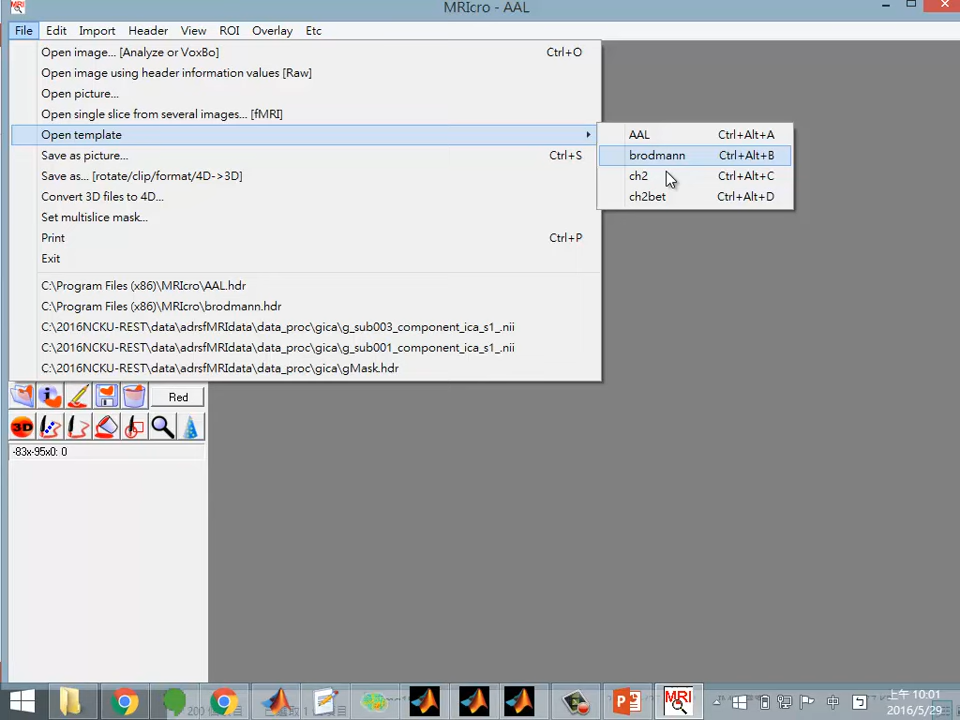 MRIcro - AAL
File Edit Import Header View ROI Overlay Etc
Open image... [Analyze or VoxBo] Ctrl+O
Open image using header information values [Raw]
Open picture...
Open single slice from several images... [fMRI]
Open template
AAL Ctrl+Alt+A
brodmann Ctrl+Alt+B
ch2 Ctrl+Alt+C
ch2bet Ctrl+Alt+D
Save as picture... Ctrl+S
Save as... [rotate/clip/format/4D->3D]
Convert 3D files to 4D...
Set multislice mask...
Print Ctrl+P
Exit
C:\Program Files (x86)\MRIcro\AAL.hdr
C:\Program Files (x86)\MRIcro\brodmann.hdr
C:\2016NCKU-REST\data\adrsfMRIdata\data_proc\gica\g_sub003_component_ica_s1_.nii
C:\2016NCKU-REST\data\adrsfMRIdata\data_proc\gica\g_sub001_component_ica_s1_.nii
C:\2016NCKU-REST\data\adrsfMRIdata\data_proc\gica\gMask.hdr
Red
3D
-83x-95x0: 0
MRI
中
上午 10:01
2016/5/29